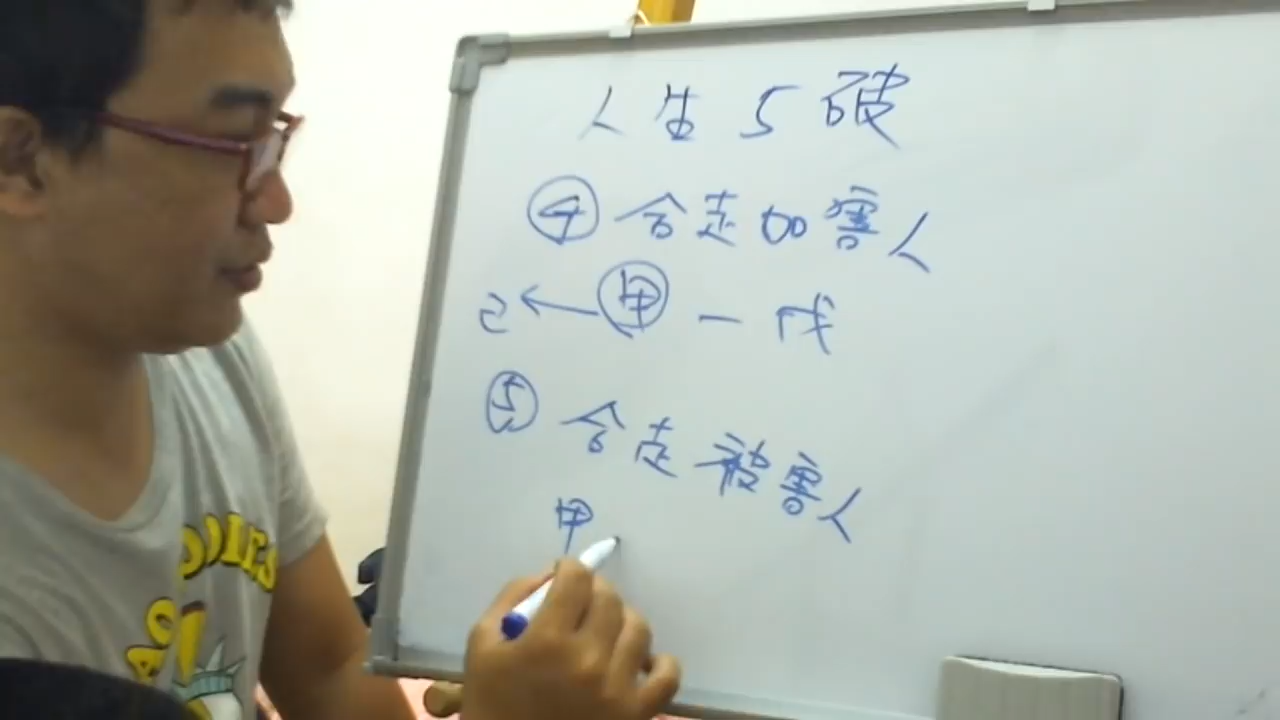 人生5破
④合走加害人
己←甲一戊
⑤合走被害人
甲